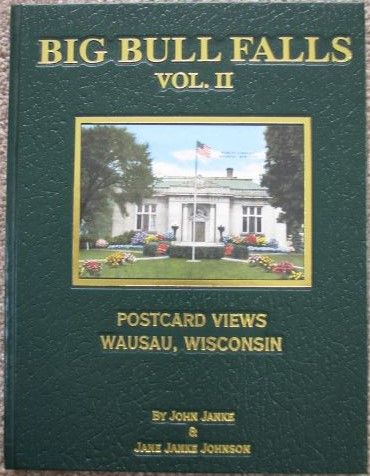 BIG BULL FALLS
VOL. II
POSTCARD VIEWS
WAUSAU, WISCONSIN
BY JOHN JANKE
&
JANE JANKE JOHNSON